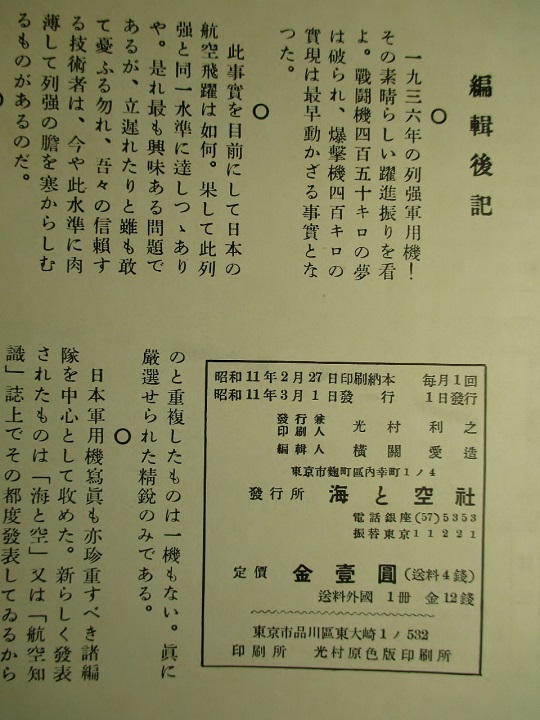 編輯後記
○
一九三六年の列强軍用機！
その素晴らしい躍進振りを看
よ。戰鬪機四百五十キロの夢
は破られ、爆擊機四百キロの
實現は最早動かざる事實とな
つた。
○
此事實を目前にして日本の
航空飛躍は如何。果して此列
强と同一水準に達しつゝあり
や。是れ最も興味ある問題で
あるが、立遲れたりと雖も敢
て憂ふる勿れ、吾々の信賴す
る技術者は、今や此水準に肉
薄して列强の膽を寒からしむ
るものがあるのだ。
のと重複したものは一機もない。眞に
嚴選せられた精銳のみである。
○
日本軍用機寫眞も亦珍重すべき諸編
隊を中心として收めた。新らしく發表
されたものは「海と空」又は「航空知
識」誌上でその都度發表してゐるから
昭和11年2月27日印刷納本 每月1回
昭和11年3月1日發行 1日發行
發行兼印刷人 光村利之
編輯人 橫關愛造
東京市麴町區內幸町1ノ4
發行所 海と空社
電話銀座(57)5353
振替東京11221
定價 金壹圓(送料4錢)
送料外國 1冊 金12錢
東京市品川區東大崎1ノ532
印刷所 光村原色版印刷所